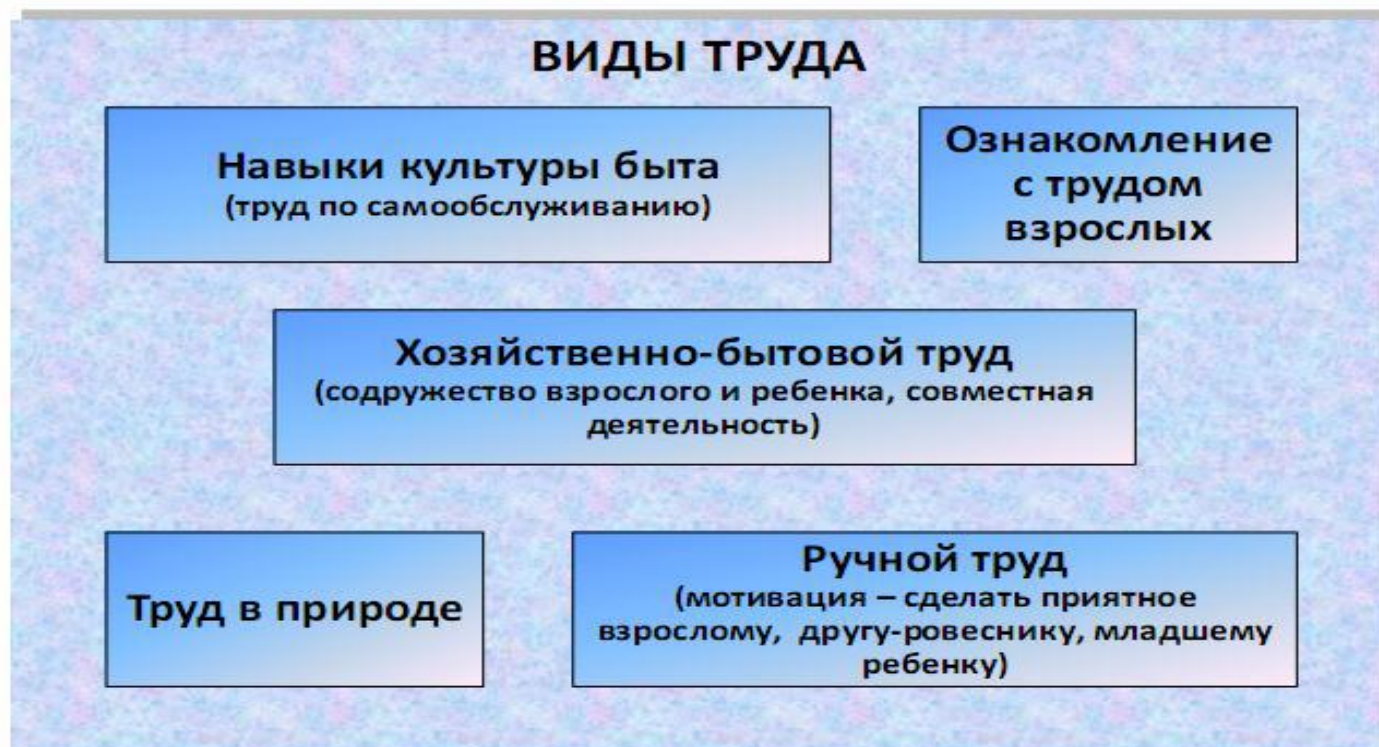 ВИДЫ ТРУДА
Навыки культуры быта
(труд по самообслуживанию)
Ознакомление
с трудом
взрослых
Хозяйственно-бытовой труд
(содружество взрослого и ребенка, совместная
деятельность)
Труд в природе
Ручной труд
(мотивация – сделать приятное
взрослому, другу-ровеснику, младшему
ребенку)